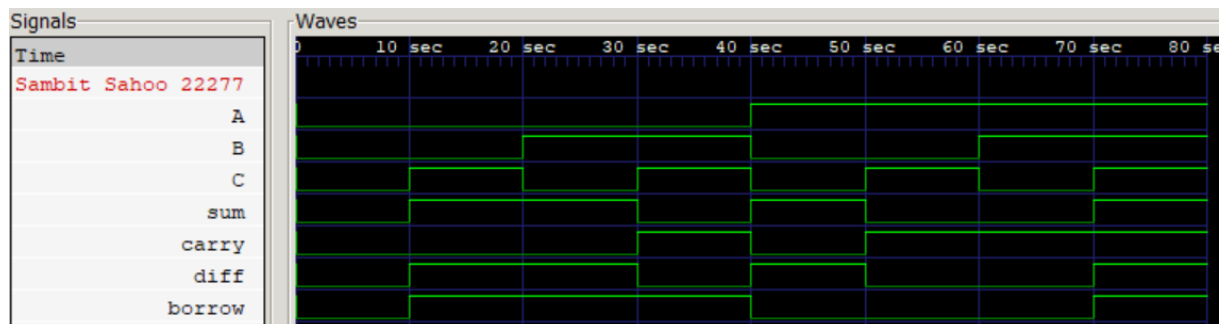 Signals
Waves
Time
0 10 sec 20 sec 30 sec 40 sec 50 sec 60 sec 70 sec 80 se
Sambit Sahoo 22277
A
B
C
sum
carry
diff
borrow